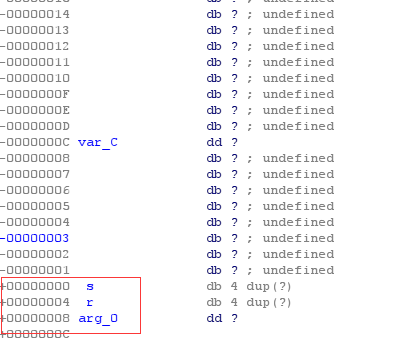 -00000014 db ? ; undefined
-00000013 db ? ; undefined
-00000012 db ? ; undefined
-00000011 db ? ; undefined
-00000010 db ? ; undefined
-0000000F db ? ; undefined
-0000000E db ? ; undefined
-0000000D db ? ; undefined
-0000000C var_C dd ?
-00000008 db ? ; undefined
-00000007 db ? ; undefined
-00000006 db ? ; undefined
-00000005 db ? ; undefined
-00000004 db ? ; undefined
-00000003 db ? ; undefined
-00000002 db ? ; undefined
-00000001 db ? ; undefined
+00000000 s db 4 dup(?)
+00000004 r db 4 dup(?)
+00000008 arg_0 dd ?
+0000000C